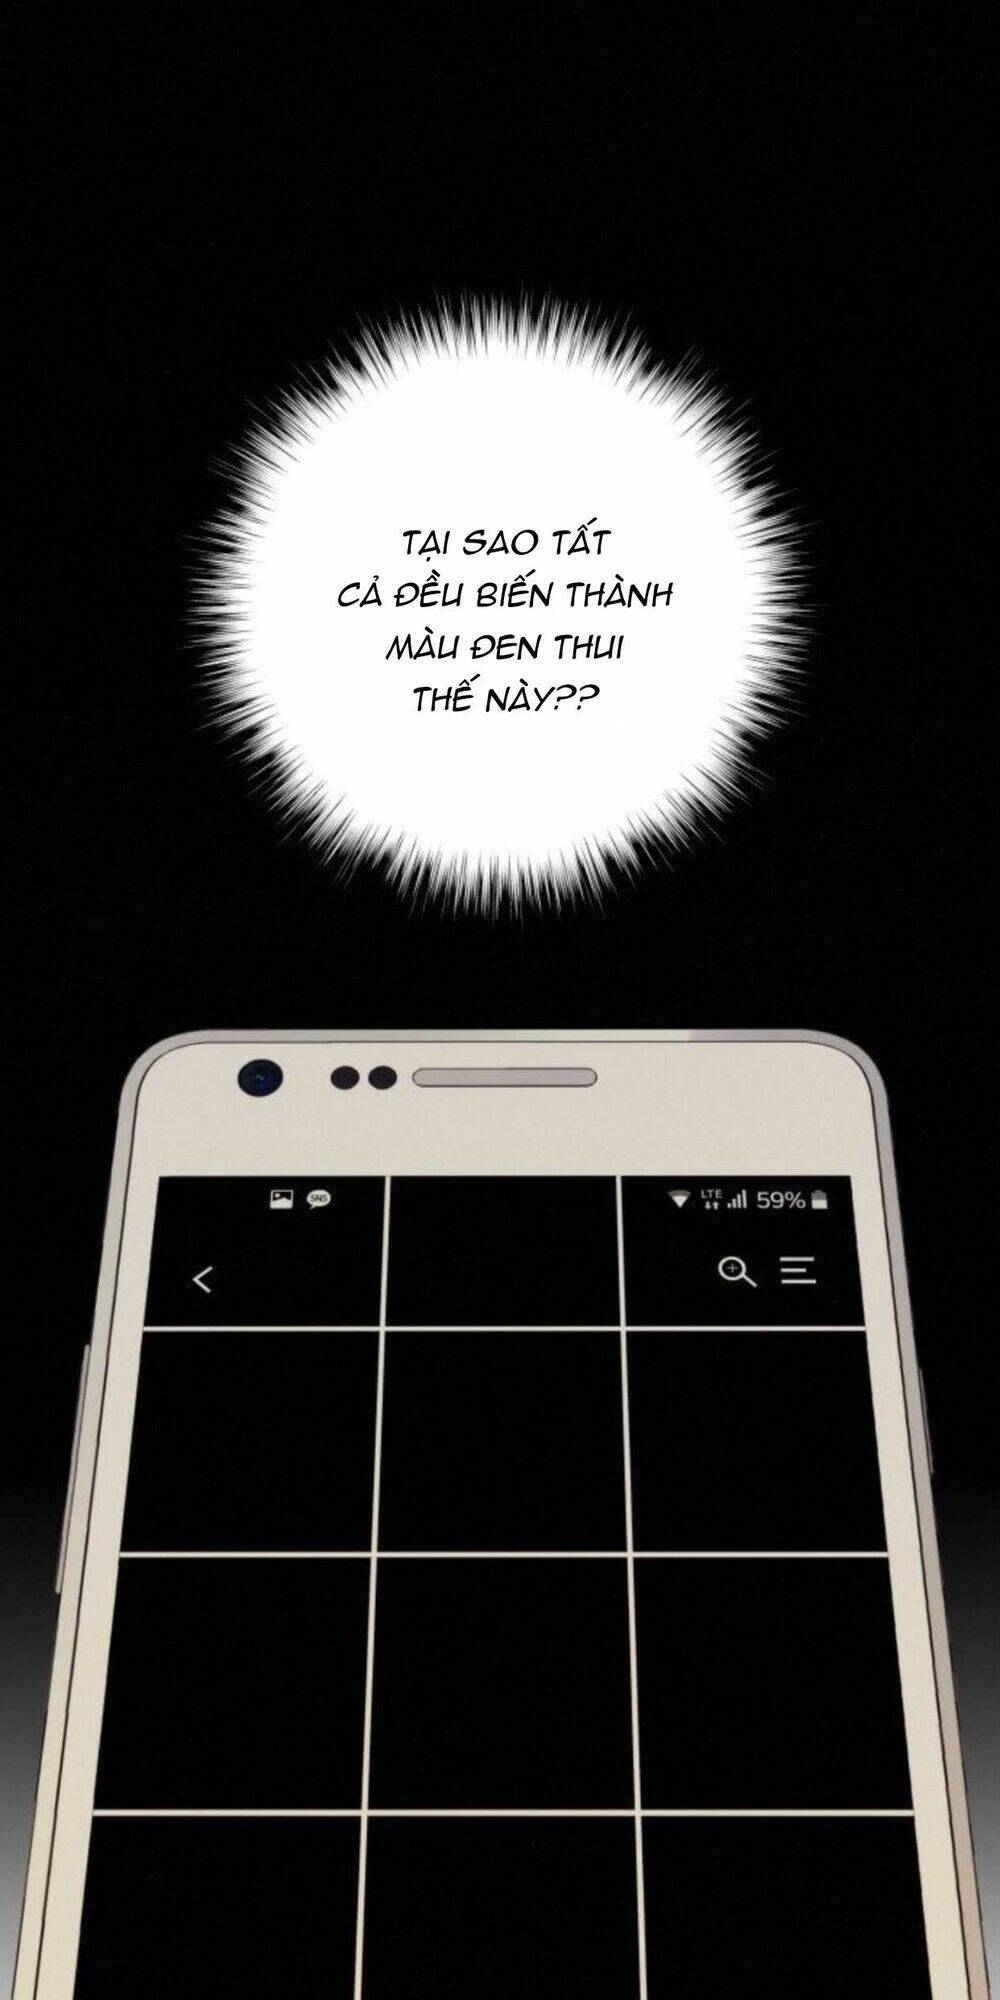 TẠI SAO TẤT
CẢ ĐỀU BIẾN THÀNH
MÀU ĐEN THUI
THẾ NÀY??
SNS
LTE 59%